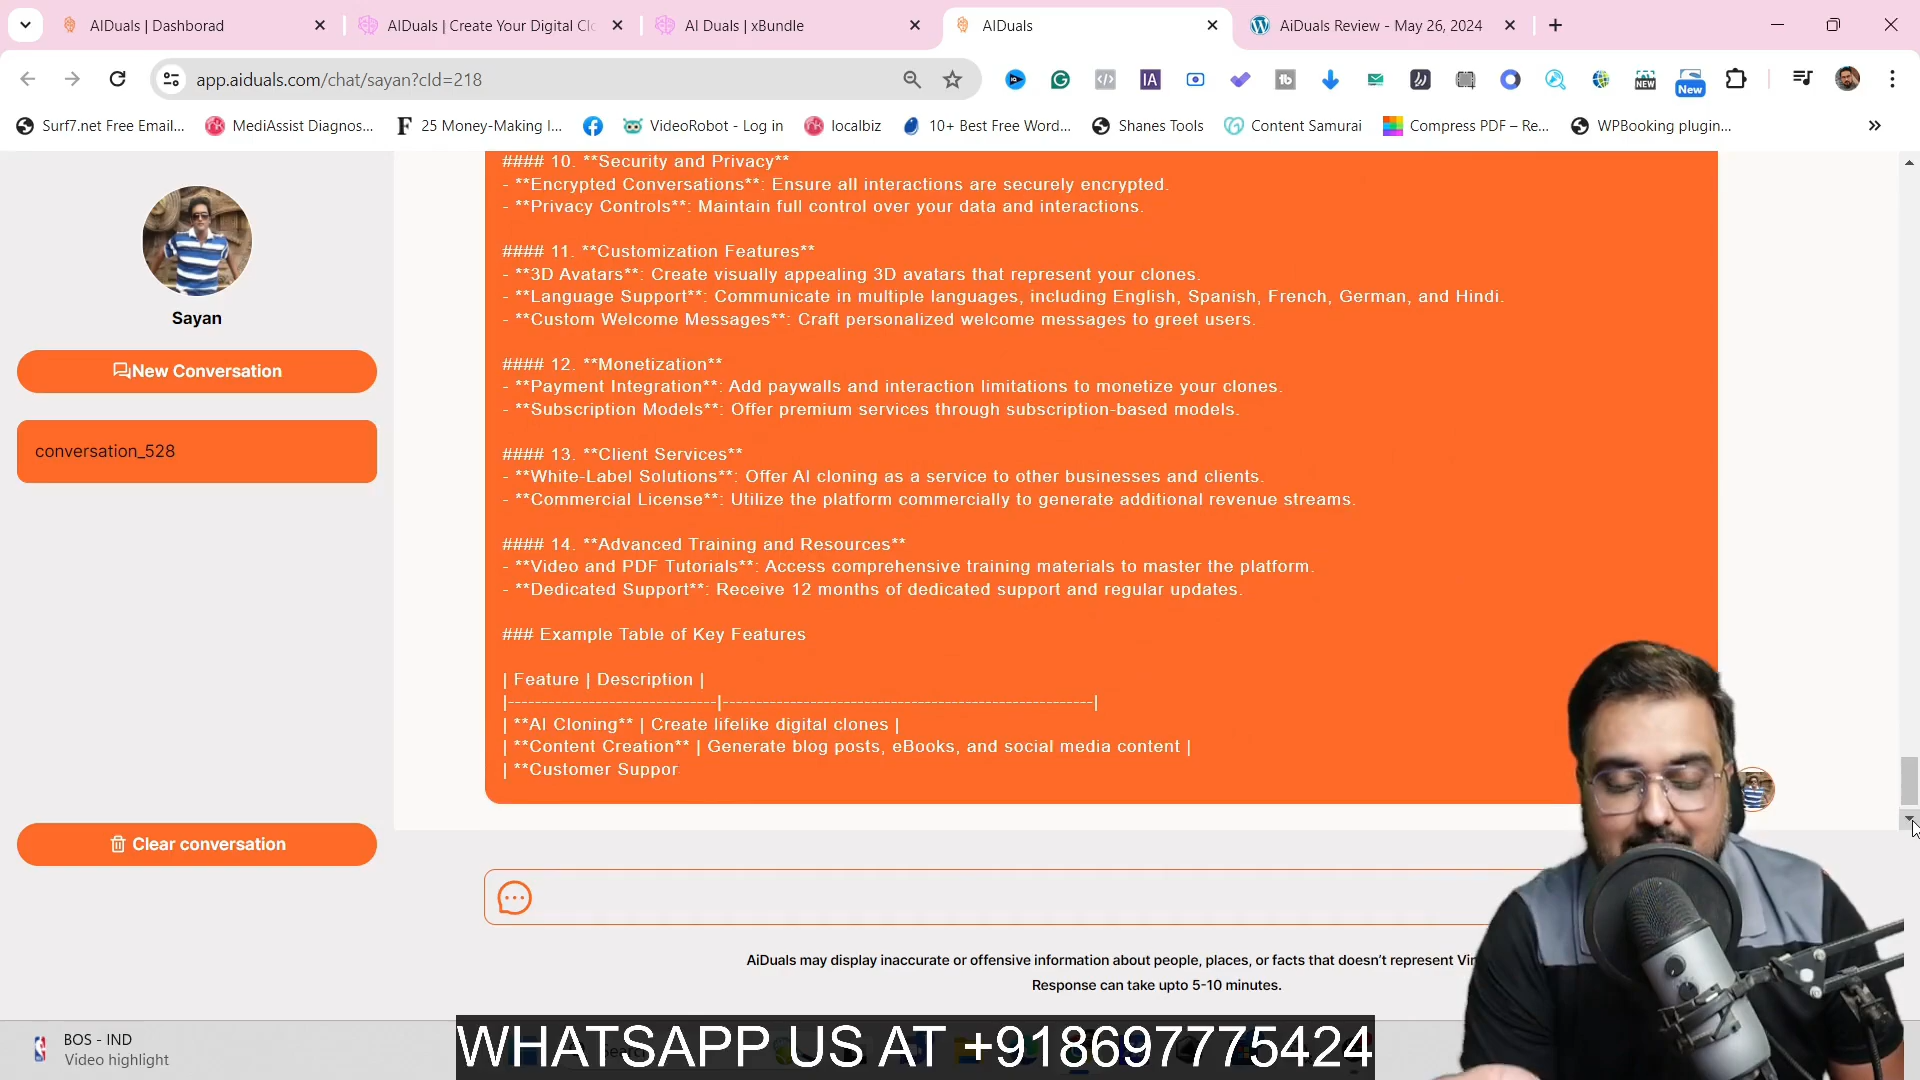 AIDuals | Dashborad
AIDuals | Create Your Digital Clo
AI Duals | xBundle
AIDuals
AiDuals Review - May 26, 2024
app.aiduals.com/chat/sayan?cId=218
New
Surf7.net Free Email...
MediAssist Diagnos...
25 Money-Making I...
VideoRobot - Log in
localbiz
10+ Best Free Word...
Shanes Tools
Content Samurai
Compress PDF – Re...
WPBooking plugin...
Sayan
New Conversation
conversation_528
Clear conversation
#### 10. **Security and Privacy**
- **Encrypted Conversations**: Ensure all interactions are securely encrypted.
- **Privacy Controls**: Maintain full control over your data and interactions.
#### 11. **Customization Features**
- **3D Avatars**: Create visually appealing 3D avatars that represent your clones.
- **Language Support**: Communicate in multiple languages, including English, Spanish, French, German, and Hindi.
- **Custom Welcome Messages**: Craft personalized welcome messages to greet users.
#### 12. **Monetization**
- **Payment Integration**: Add paywalls and interaction limitations to monetize your clones.
- **Subscription Models**: Offer premium services through subscription-based models.
#### 13. **Client Services**
- **White-Label Solutions**: Offer AI cloning as a service to other businesses and clients.
- **Commercial License**: Utilize the platform commercially to generate additional revenue streams.
#### 14. **Advanced Training and Resources**
- **Video and PDF Tutorials**: Access comprehensive training materials to master the platform.
- **Dedicated Support**: Receive 12 months of dedicated support and regular updates.
### Example Table of Key Features
| Feature | Description |
|-------------------------------|-------------------------------------------------------|
| **AI Cloning** | Create lifelike digital clones |
| **Content Creation** | Generate blog posts, eBooks, and social media content |
| **Customer Suppor
AiDuals may display inaccurate or offensive information about people, places, or facts that doesn't represent
Response can take upto 5-10 minutes.
BOS - IND
Video highlight
WHATSAPP US AT +918697775424